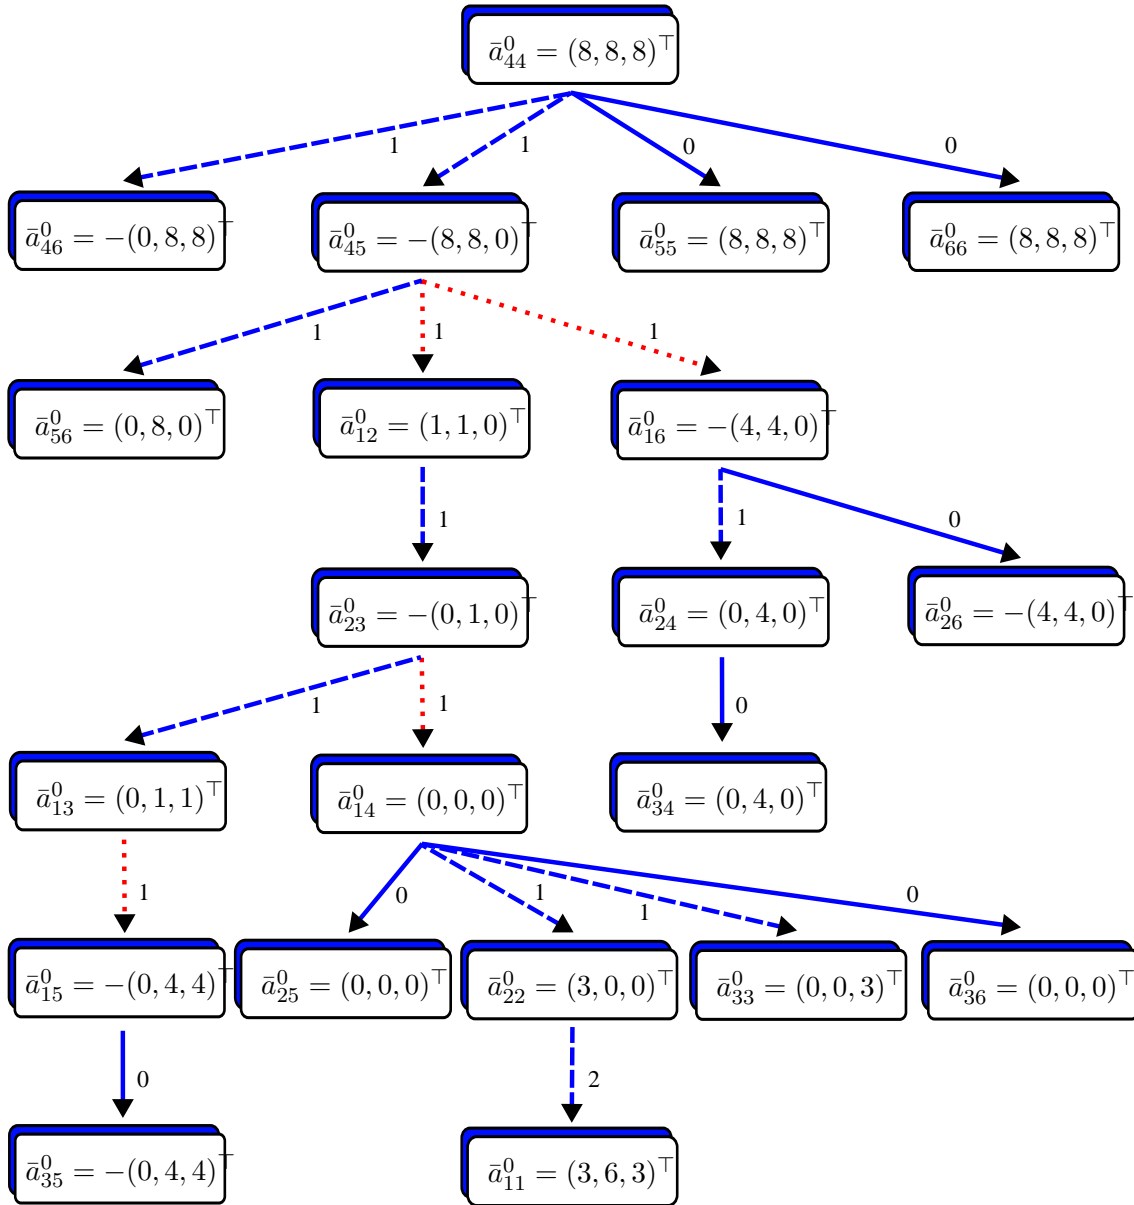 ā⁰₄₄ = (8, 8, 8)⊤
1 1 0 0
ā⁰₄₆ = −(0, 8, 8)⊤ ā⁰₄₅ = −(8, 8, 0)⊤ ā⁰₅₅ = (8, 8, 8)⊤ ā⁰₆₆ = (8, 8, 8)⊤
1 1 1
ā⁰₅₆ = (0, 8, 0)⊤ ā⁰₁₂ = (1, 1, 0)⊤ ā⁰₁₆ = −(4, 4, 0)⊤
1 1 0
ā⁰₂₃ = −(0, 1, 0)⊤ ā⁰₂₄ = (0, 4, 0)⊤ ā⁰₂₆ = −(4, 4, 0)⊤
1 1 0
ā⁰₁₃ = (0, 1, 1)⊤ ā⁰₁₄ = (0, 0, 0)⊤ ā⁰₃₄ = (0, 4, 0)⊤
1 0 1 1 0
ā⁰₁₅ = −(0, 4, 4)⊤ ā⁰₂₅ = (0, 0, 0)⊤ ā⁰₂₂ = (3, 0, 0)⊤ ā⁰₃₃ = (0, 0, 3)⊤ ā⁰₃₆ = (0, 0, 0)⊤
0 2
ā⁰₃₅ = −(0, 4, 4)⊤ ā⁰₁₁ = (3, 6, 3)⊤